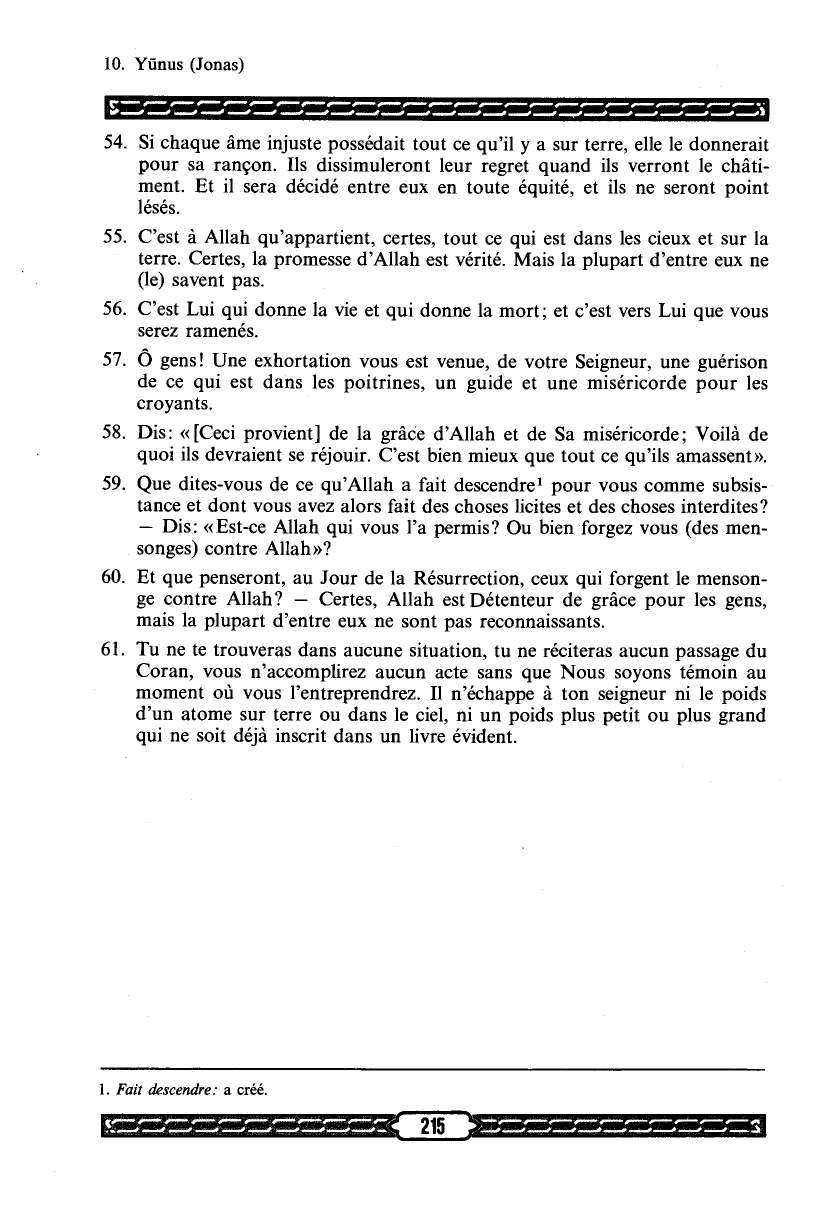 10. Yūnus (Jonas)
54. Si chaque âme injuste possédait tout ce qu'il y a sur terre, elle le donnerait
pour sa rançon. Ils dissimuleront leur regret quand ils verront le châti-
ment. Et il sera décidé entre eux en toute équité, et ils ne seront point
lésés.
55. C'est à Allah qu'appartient, certes, tout ce qui est dans les cieux et sur la
terre. Certes, la promesse d'Allah est vérité. Mais la plupart d'entre eux ne
(le) savent pas.
56. C'est Lui qui donne la vie et qui donne la mort; et c'est vers Lui que vous
serez ramenés.
57. Ô gens! Une exhortation vous est venue, de votre Seigneur, une guérison
de ce qui est dans les poitrines, un guide et une miséricorde pour les
croyants.
58. Dis: «[Ceci provient] de la grâce d'Allah et de Sa miséricorde; Voilà de
quoi ils devraient se réjouir. C'est bien mieux que tout ce qu'ils amassent».
59. Que dites-vous de ce qu'Allah a fait descendre¹ pour vous comme subsis-
tance et dont vous avez alors fait des choses licites et des choses interdites?
— Dis: «Est-ce Allah qui vous l'a permis? Ou bien forgez vous (des men-
songes) contre Allah»?
60. Et que penseront, au Jour de la Résurrection, ceux qui forgent le menson-
ge contre Allah? — Certes, Allah est Détenteur de grâce pour les gens,
mais la plupart d'entre eux ne sont pas reconnaissants.
61. Tu ne te trouveras dans aucune situation, tu ne réciteras aucun passage du
Coran, vous n'accomplirez aucun acte sans que Nous soyons témoin au
moment où vous l'entreprendrez. Il n'échappe à ton seigneur ni le poids
d'un atome sur terre ou dans le ciel, ni un poids plus petit ou plus grand
qui ne soit déjà inscrit dans un livre évident.
1. Fait descendre: a créé.
215